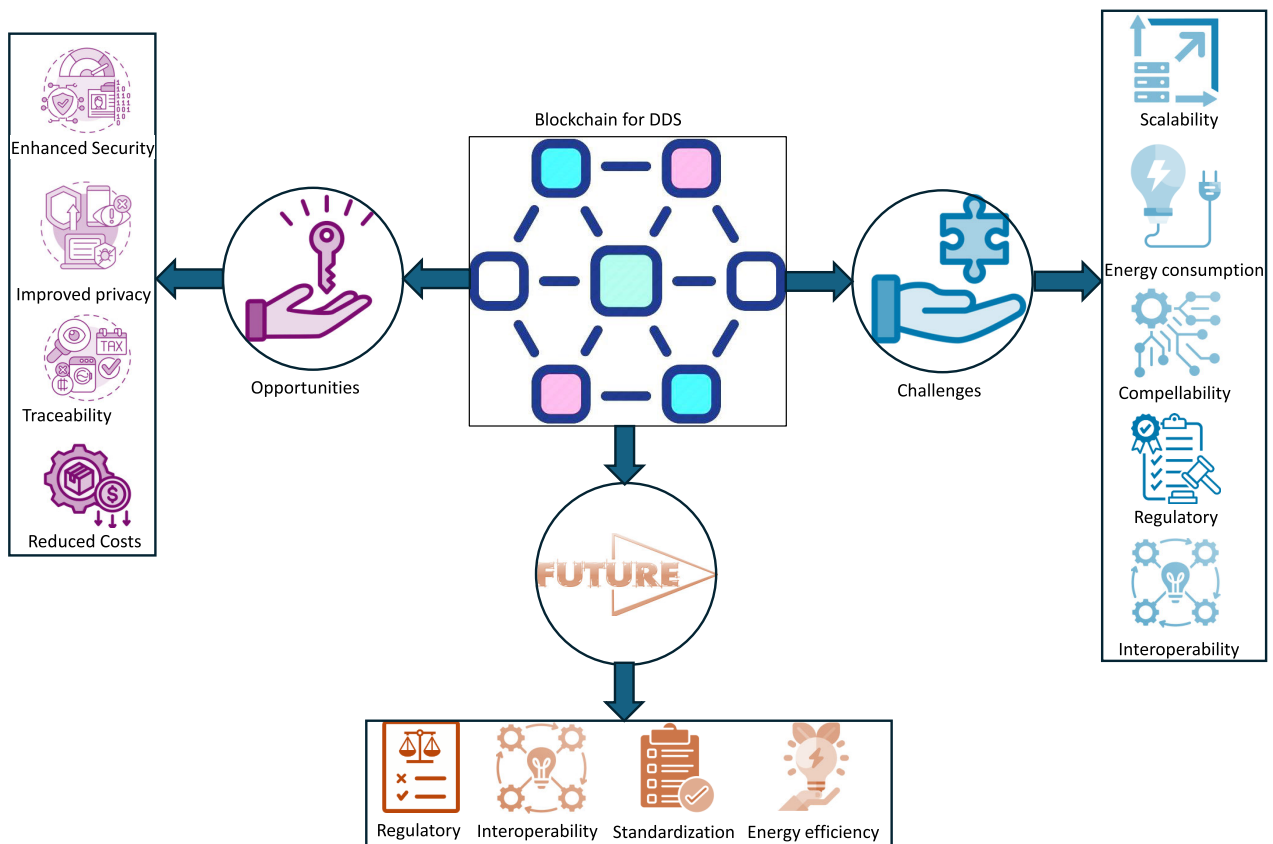 Blockchain for DDS
Enhanced Security
Improved privacy
TAX
Traceability
Reduced Costs
Opportunities
Challenges
Scalability
Energy consumption
Compellability
Regulatory
Interoperability
FUTURE
Regulatory
Interoperability
Standardization
Energy efficiency